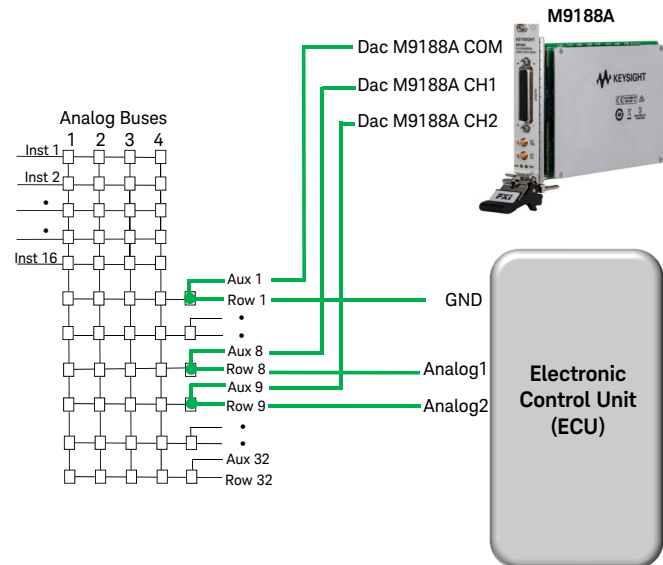 M9188A
Dac M9188A COM
Dac M9188A CH1
Dac M9188A CH2
KEYSIGHT
KEYSIGHT
PXI
Analog Buses
1 2 3 4
Inst 1
Inst 2
•
•
Inst 16
Aux 1
Row 1
GND
•
•
Aux 8
Row 8
Analog1
Aux 9
Row 9
Analog2
•
•
Aux 32
Row 32
Electronic
Control Unit
(ECU)